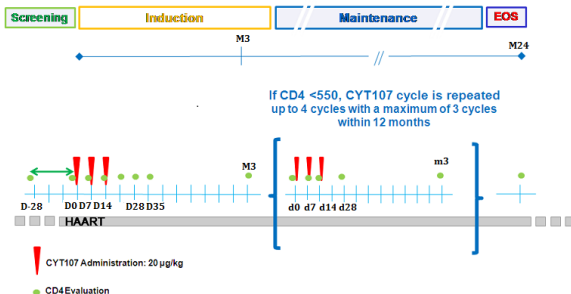 Screening Induction Maintenance EOS
M3 M24
If CD4 <550, CYT107 cycle is repeated
up to 4 cycles with a maximum of 3 cycles
within 12 months
M3 m3
D-28 D0 D7 D14 D28 D35 d0 d7 d14 d28
HAART
CYT107 Administration: 20 µg/kg
CD4 Evaluation